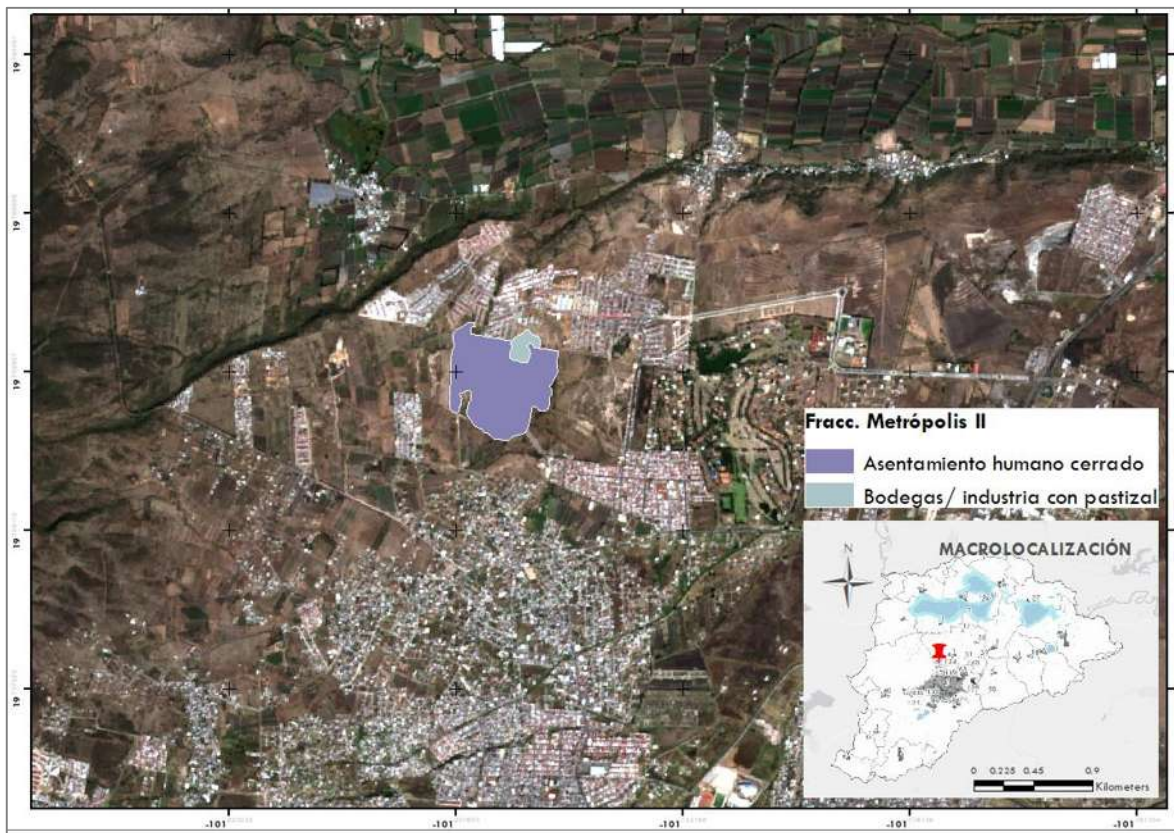 Fracc. Metrópolis II
Asentamiento humano cerrado
Bodegas/ industria con pastizal
MACROLOCALIZACIÓN
N
0 0.225 0.45 0.9
Kilometers
19
19
19
19
19
-101
-101
-101
-101
-101